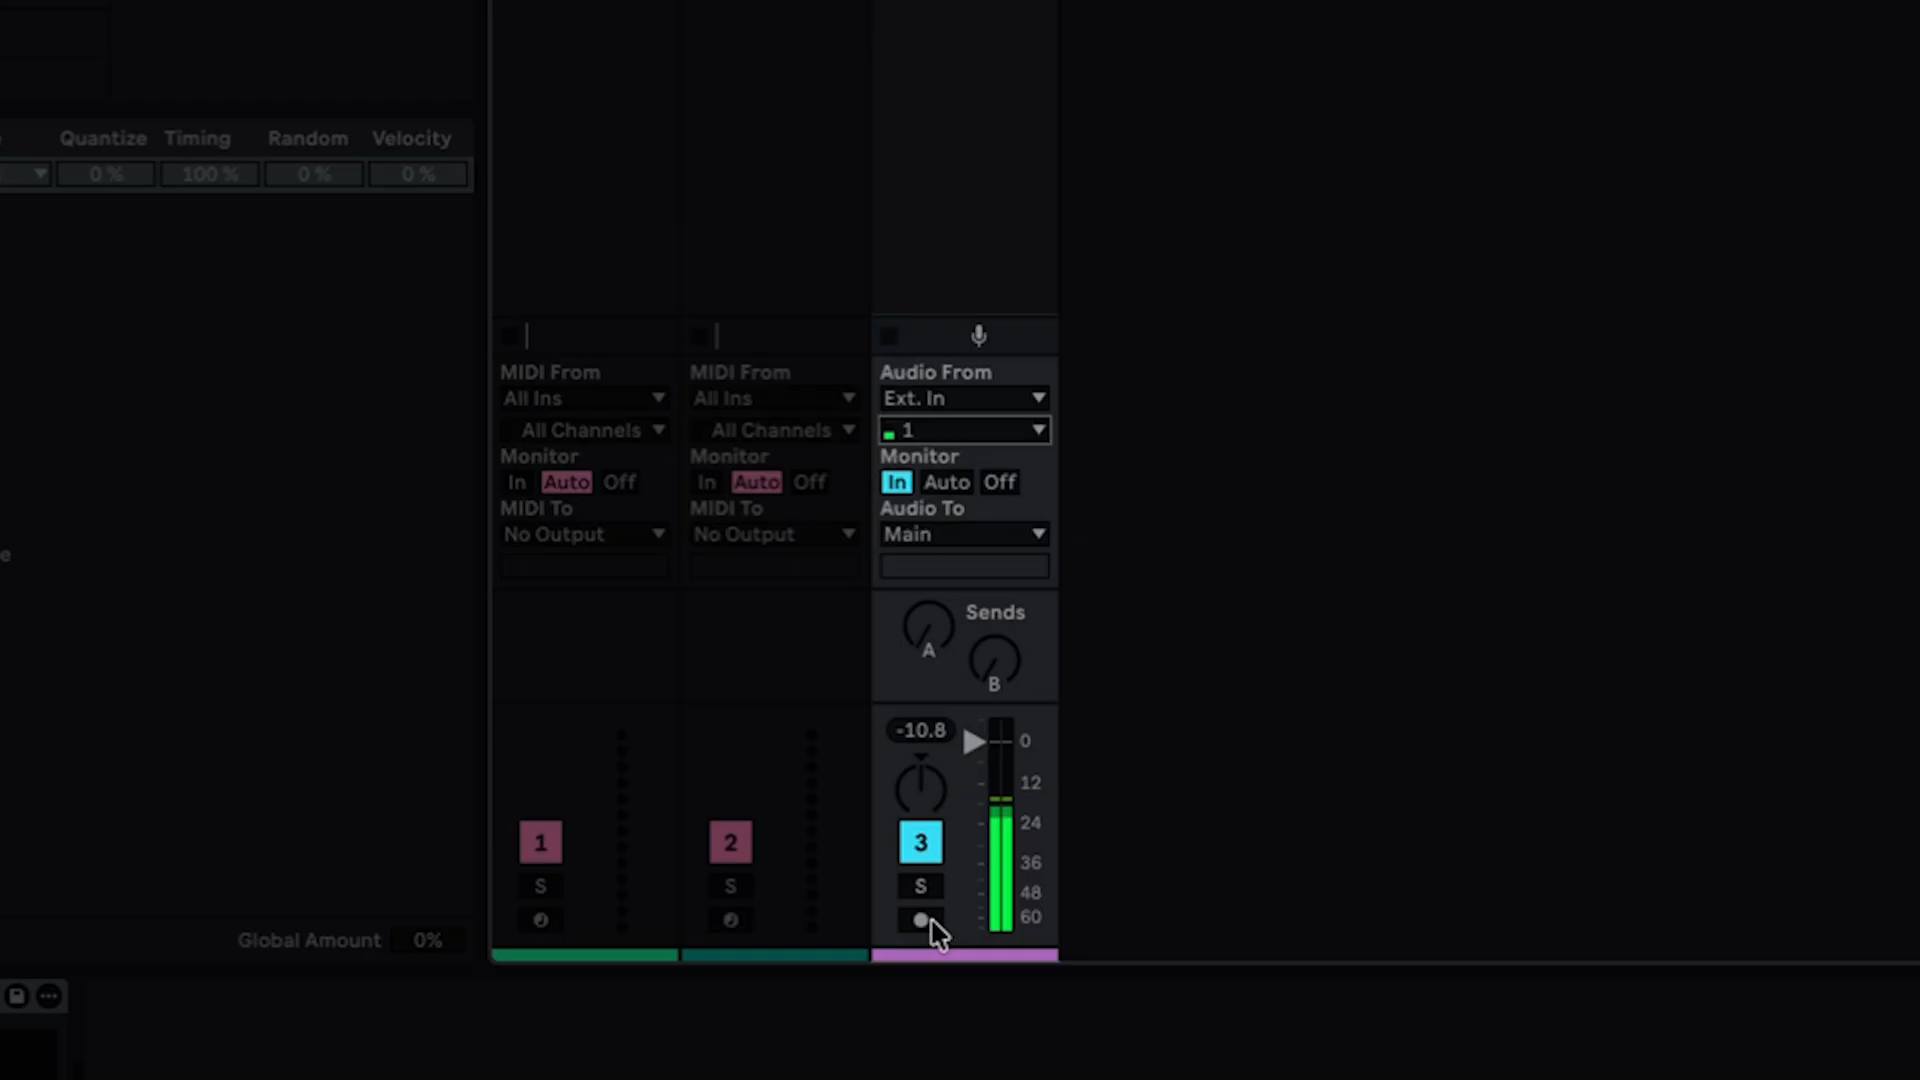 Quantize Timing Random Velocity
0 % 100 % 0 % 0 %
MIDI From
All Ins
All Channels
Monitor
In Auto Off
MIDI To
No Output
1
S
MIDI From
All Ins
All Channels
Monitor
In Auto Off
MIDI To
No Output
2
S
Audio From
Ext. In
1
Monitor
In Auto Off
Audio To
Main
Sends
A
B
-10.8
0
12
24
36
48
60
3
S
Global Amount 0%